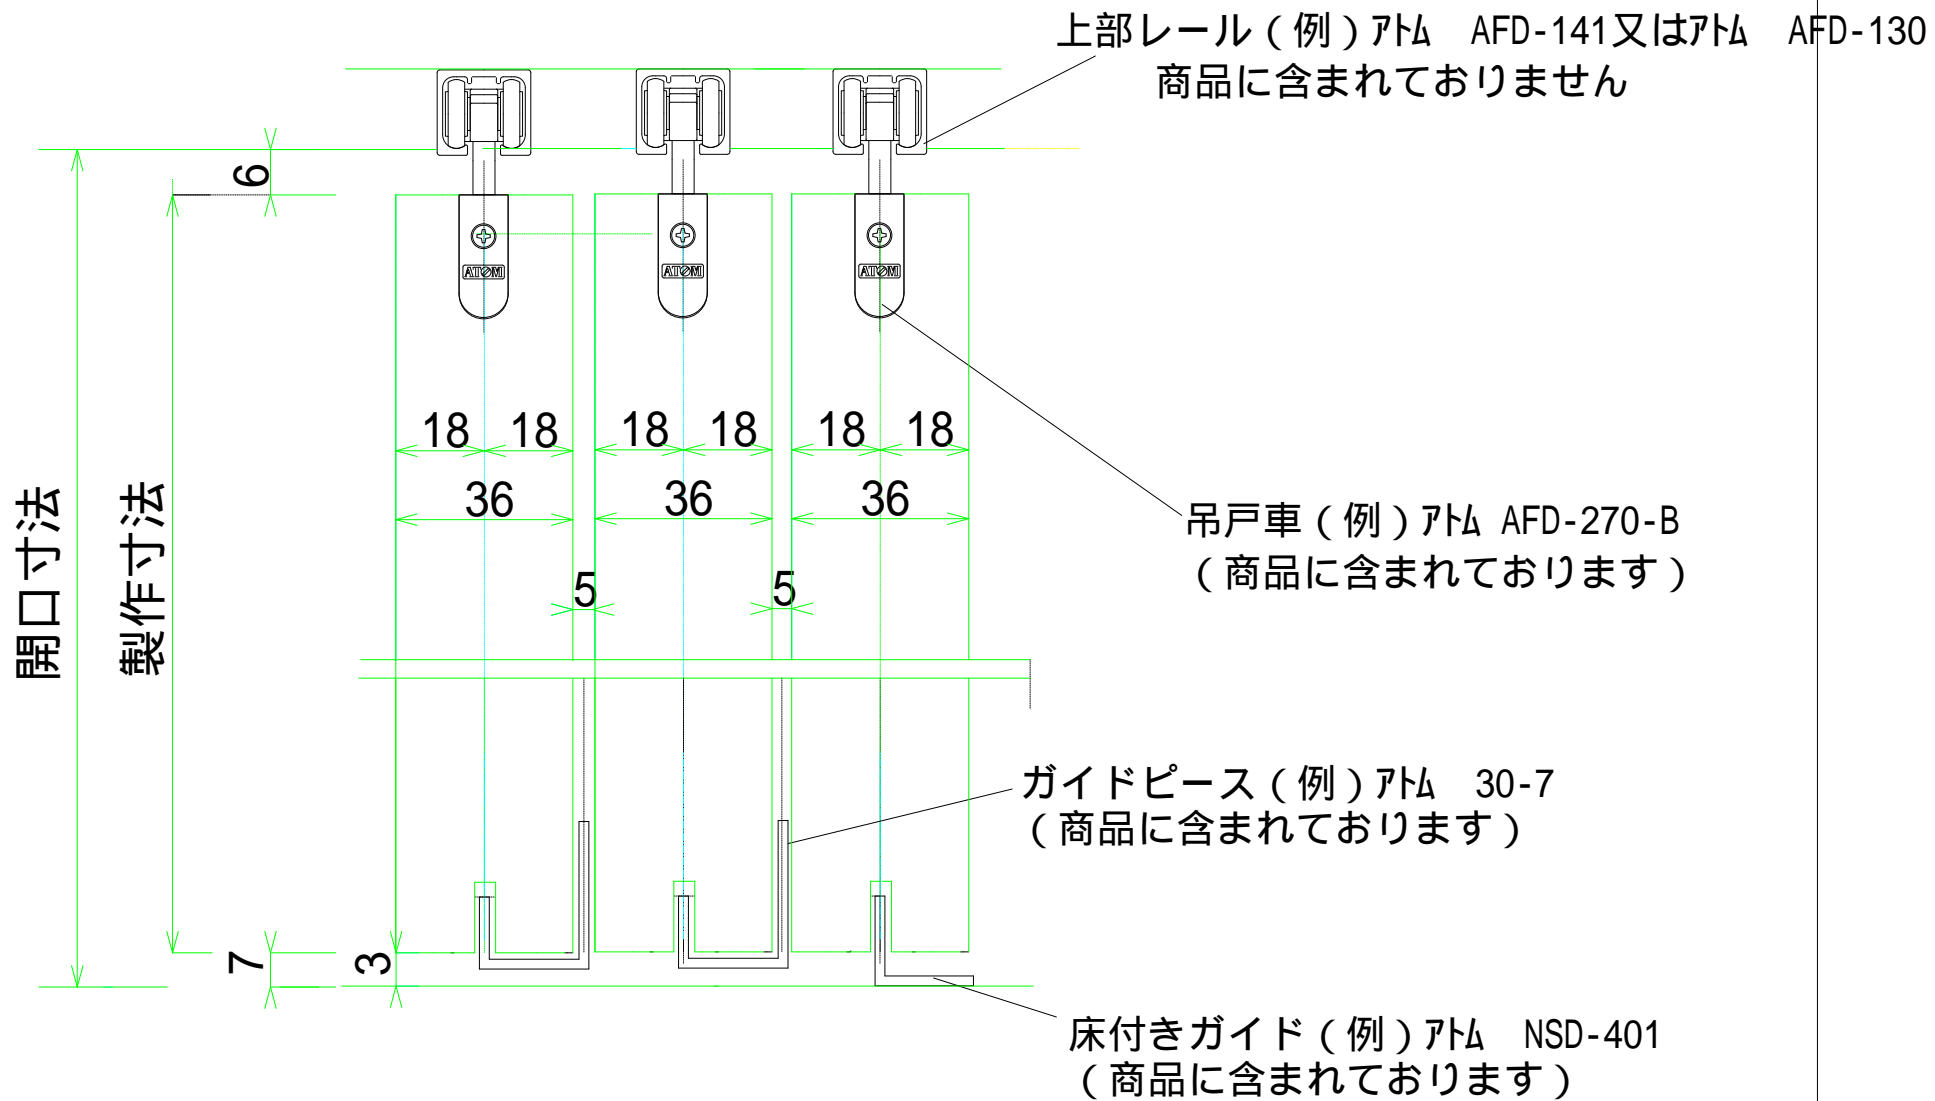 上部レール（例）ｱﾄﾑ　AFD-141又はｱﾄﾑ　AFD-130
商品に含まれておりません
6
ATOM
ATOM
ATOM
18
18
18
18
18
18
36
36
36
開口寸法
製作寸法
吊戸車（例）ｱﾄﾑ AFD-270-B
（商品に含まれております）
5
5
ガイドピース（例）ｱﾄﾑ　30-7
（商品に含まれております）
7
3
床付きガイド（例）ｱﾄﾑ　NSD-401
（商品に含まれております）